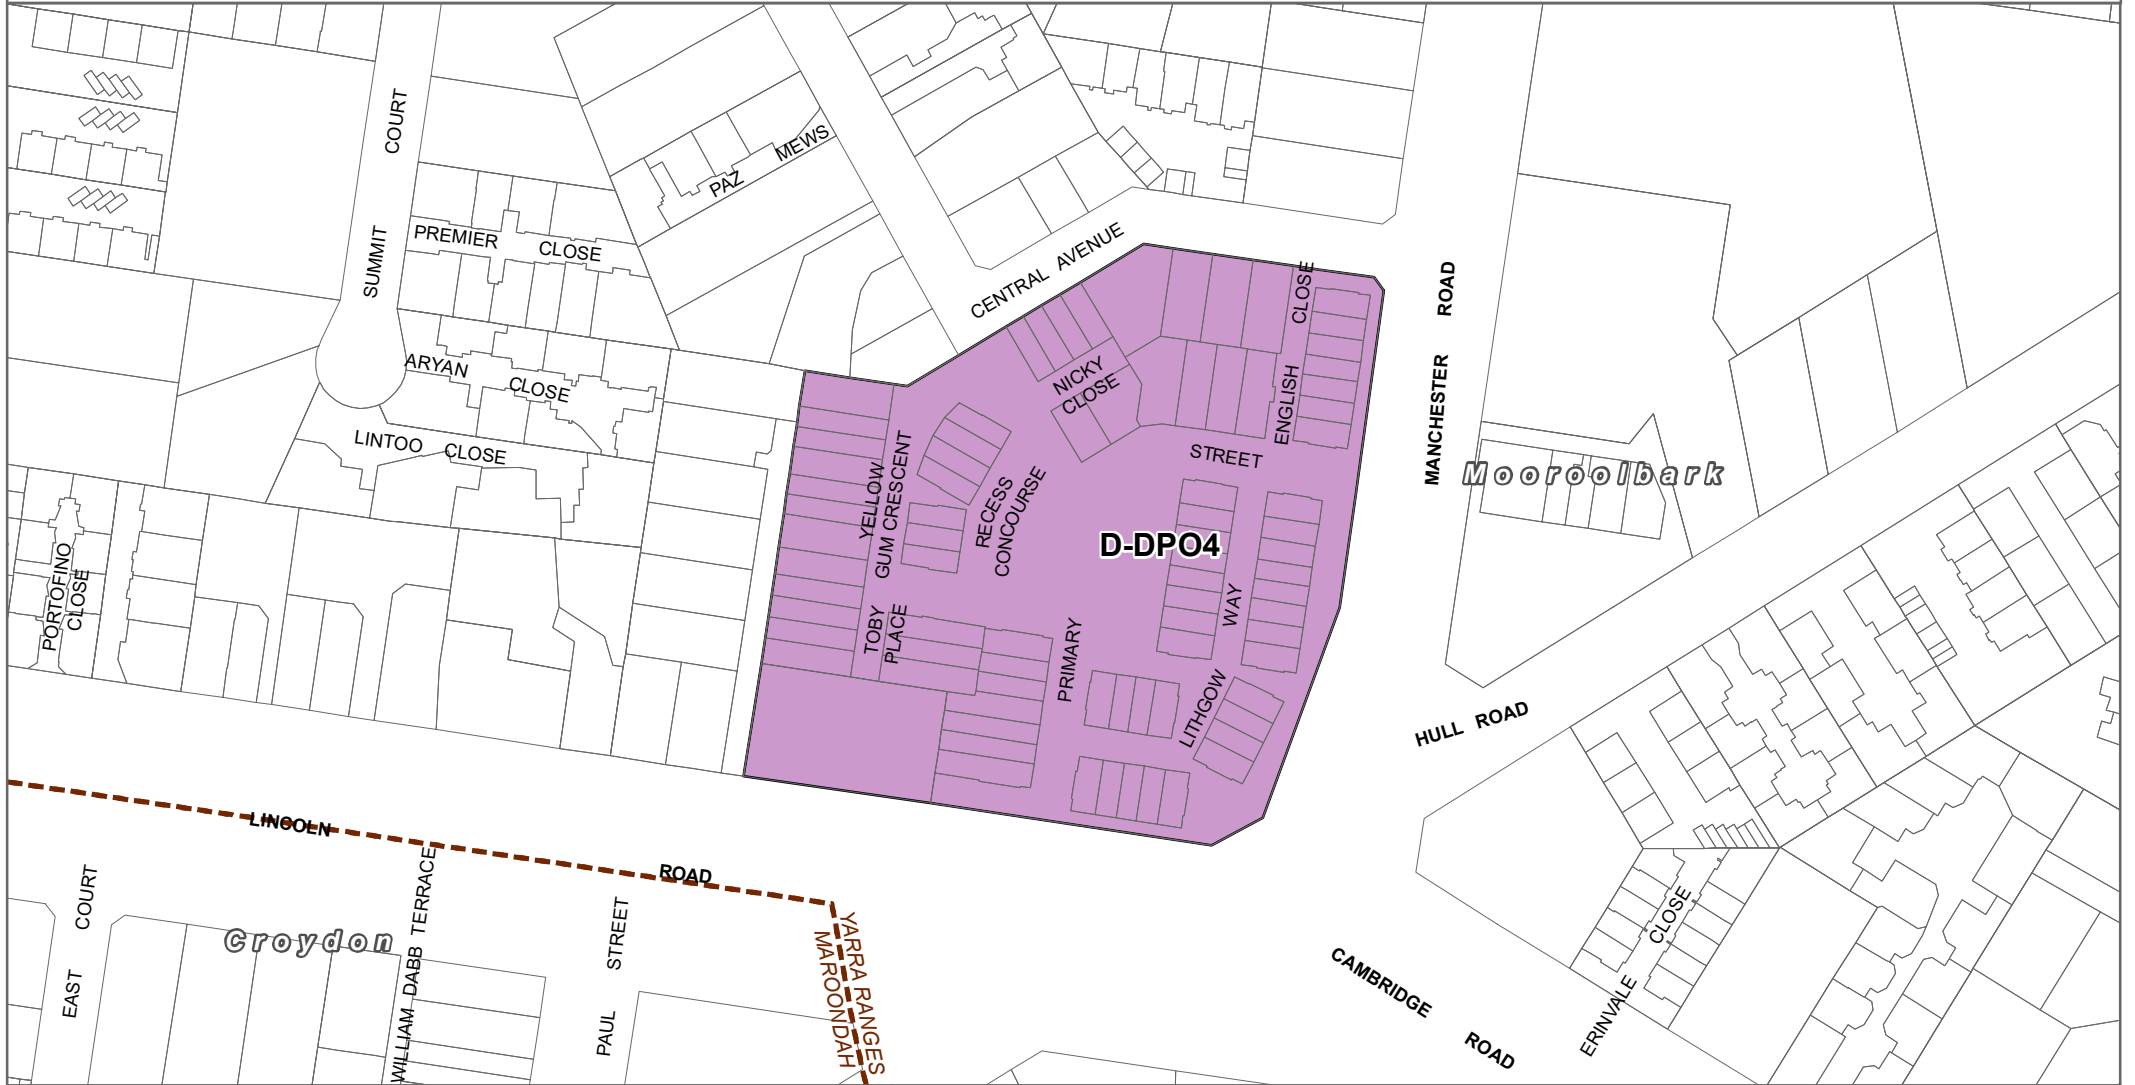 COURT
SUMMIT
PAZ MEWS
PREMIER CLOSE
CENTRAL AVENUE
CLOSE
ENGLISH
MANCHESTER ROAD
ARYAN CLOSE
NICKY
CLOSE
LINTOO CLOSE
YELLOW
GUM CRESCENT
RECESS
CONCOURSE
STREET
Mooroolbark
D-DPO4
PORTOFINO
CLOSE
TOBY
PLACE
PRIMARY
WAY
LITHGOW
HULL ROAD
LINCOLN ROAD
EAST COURT
Croydon
WILLIAM DABB TERRACE
PAUL STREET
YARRA RANGES
MAROONDAH
CAMBRIDGE ROAD
ERINVALE CLOSE